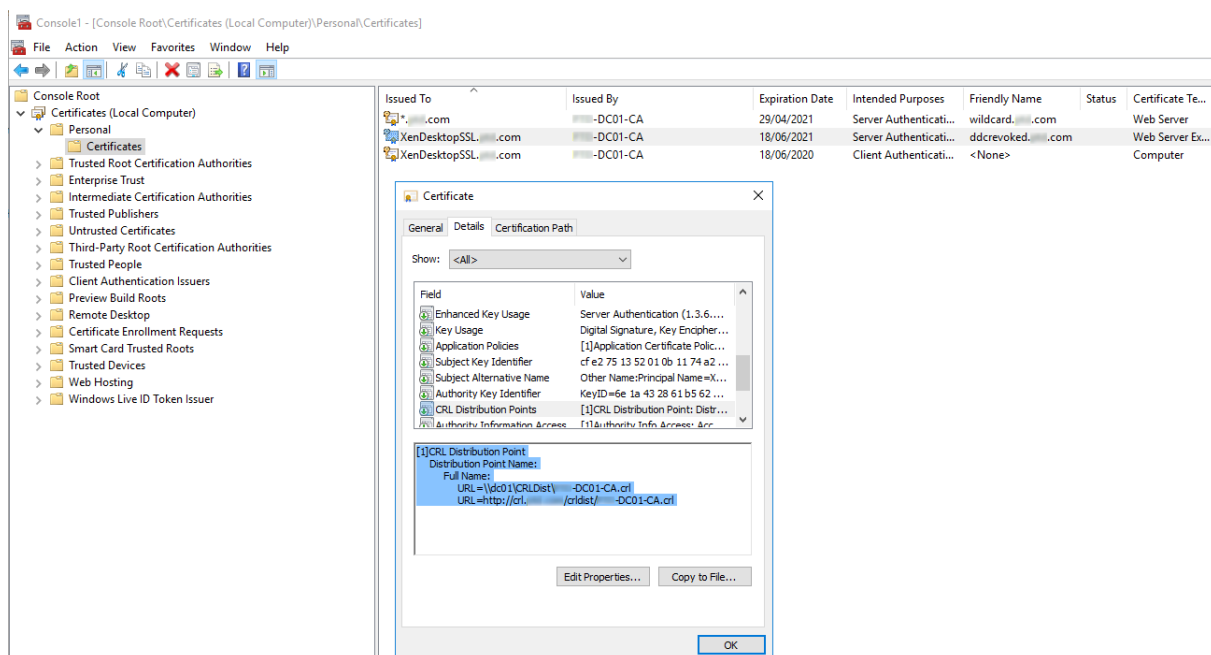 Console1 - [Console Root\Certificates (Local Computer)\Personal\Certificates]
File Action View Favorites Window Help
Console Root
Certificates (Local Computer)
Personal
Certificates
Trusted Root Certification Authorities
Enterprise Trust
Intermediate Certification Authorities
Trusted Publishers
Untrusted Certificates
Third-Party Root Certification Authorities
Trusted People
Client Authentication Issuers
Preview Build Roots
Remote Desktop
Certificate Enrollment Requests
Smart Card Trusted Roots
Trusted Devices
Web Hosting
Windows Live ID Token Issuer
Issued To Issued By Expiration Date Intended Purposes Friendly Name Status Certificate Te...
*. .com -DC01-CA 29/04/2021 Server Authenticati... wildcard. .com Web Server
XenDesktopSSL. .com -DC01-CA 18/06/2021 Server Authenticati... ddcrevoked. .com Web Server Ex...
XenDesktopSSL. .com -DC01-CA 18/06/2020 Client Authenticati... <None> Computer
Certificate
General Details Certification Path
Show: <All>
Field Value
Enhanced Key Usage Server Authentication (1.3.6....
Key Usage Digital Signature, Key Encipher...
Application Policies [1]Application Certificate Polic...
Subject Key Identifier cf e2 75 13 52 01 0b 11 74 a2 ...
Subject Alternative Name Other Name:Principal Name=X...
Authority Key Identifier KeyID=6e 1a 43 28 61 b5 62 ...
CRL Distribution Points [1]CRL Distribution Point: Distr...
Authority Information Access [1]Authority Info Access: Acc...
[1]CRL Distribution Point
Distribution Point Name:
Full Name:
URL=\\dc01\CRLDist\ -DC01-CA.crl
URL=http://crl. /crldist/ -DC01-CA.crl
Edit Properties... Copy to File...
OK